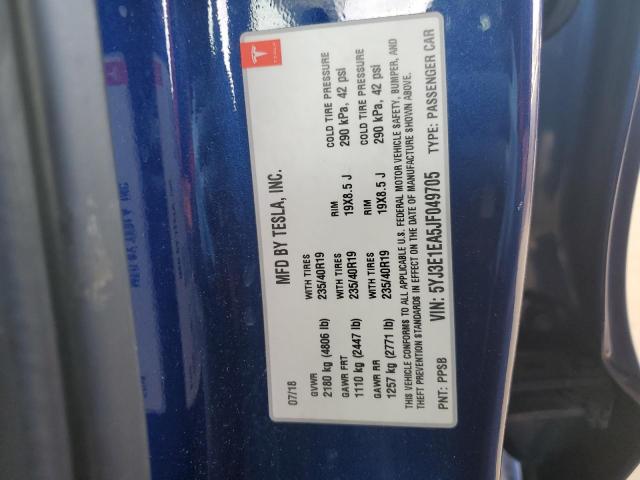 TESLA
MFD BY TESLA, INC.
07/18
GVWR WITH TIRES RIM COLD TIRE PRESSURE
2180 kg (4806 lb) 235/40R19 19X8.5 J 290 kPa, 42 psi
GAWR FRT WITH TIRES RIM COLD TIRE PRESSURE
1110 kg (2447 lb) 235/40R19 19X8.5 J 290 kPa, 42 psi
GAWR RR WITH TIRES
1257 kg (2771 lb) 235/40R19
THIS VEHICLE CONFORMS TO ALL APPLICABLE U.S. FEDERAL MOTOR VEHICLE SAFETY, BUMPER, AND
THEFT PREVENTION STANDARDS IN EFFECT ON THE DATE OF MANUFACTURE SHOWN ABOVE.
PNT: PPSB VIN: 5YJ3E1EA5JF049705 TYPE: PASSENGER CAR